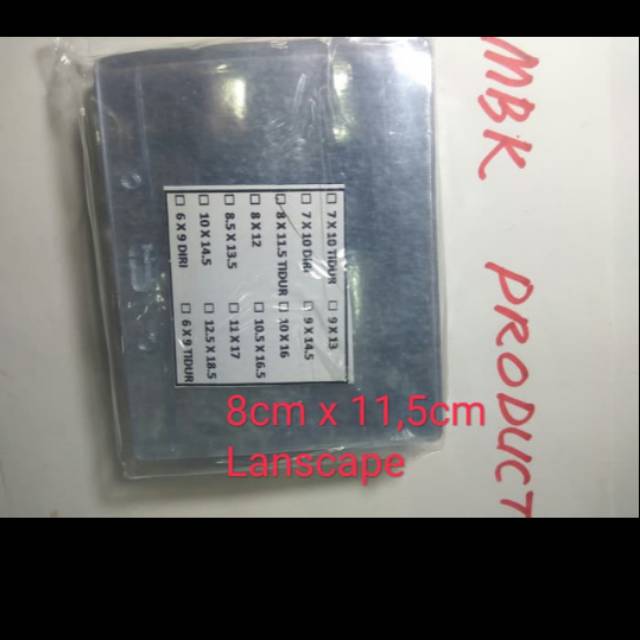 MBK PRODUCT
☐ 7 X 10 TIDUR ☐ 9 X 13
☐ 7 X 10 DIRI ☐ 9 X 14.5
☐ 8 X 11.5 TIDUR ☐ 10 X 16
☐ 8 X 12 ☐ 10.5 X 16.5
☐ 8.5 X 13.5 ☐ 11 X 17
☐ 10 X 14.5 ☐ 12.5 X 18.5
☐ 6 X 9 DIRI ☐ 6 X 9 TIDUR
8cm x 11,5cm
Lanscape